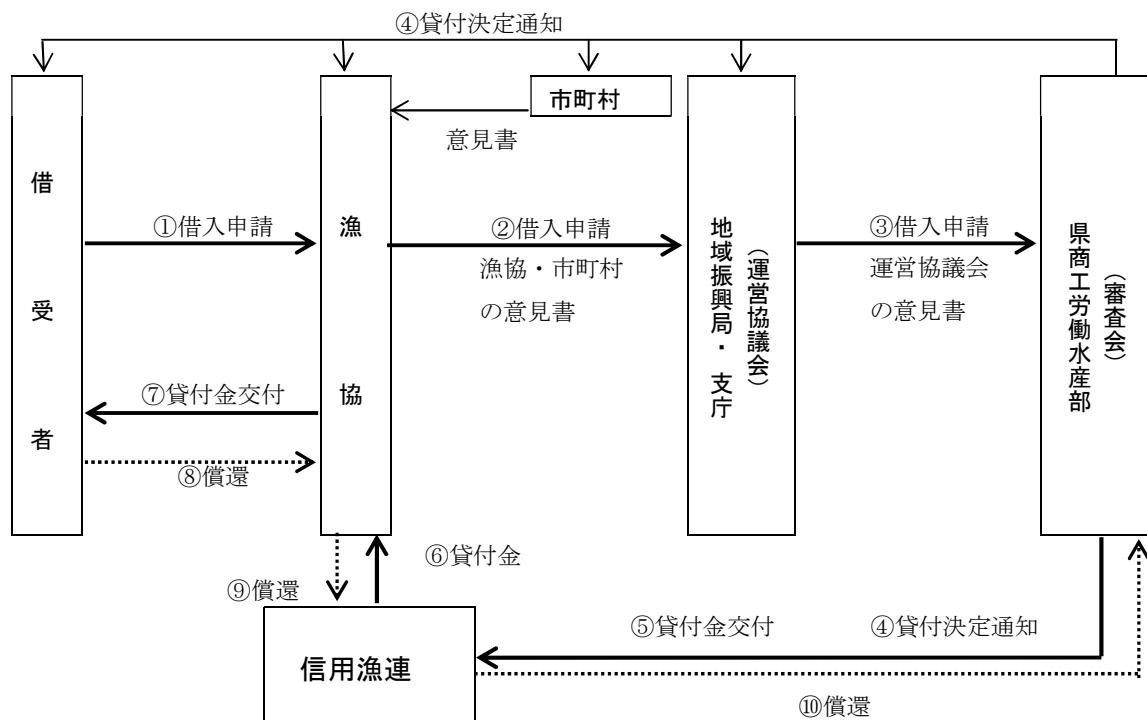 ④貸付決定通知
市町村
意見書
借受者
①借入申請
漁協
②借入申請
漁協・市町村
の意見書
地域振興局・支庁
（運営協議会）
③借入申請
運営協議会
の意見書
県商工労働水産部
（審査会）
⑦貸付金交付
⑧償還
⑥貸付金
⑨償還
信用漁連
⑤貸付金交付
④貸付決定通知
⑩償還